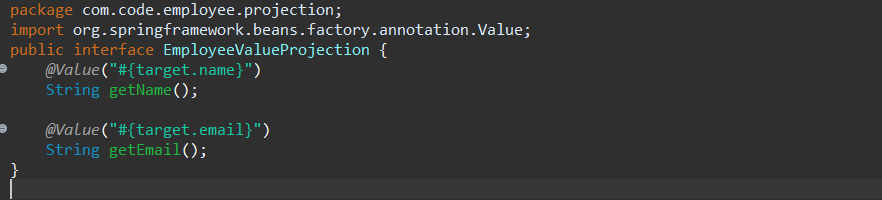 package com.code.employee.projection;
import org.springframework.beans.factory.annotation.Value;
public interface EmployeeValueProjection {
    @Value("#{target.name}")
    String getName();

    @Value("#{target.email}")
    String getEmail();
}